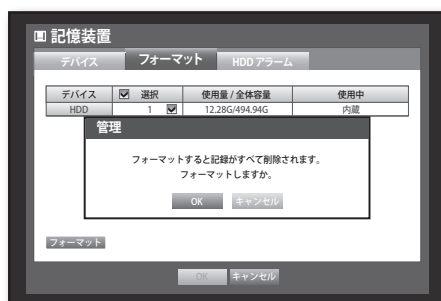 記憶装置
デバイス フォーマット HDD アラーム
デバイス 選択 使用量 / 全体容量 使用中
HDD 1 12.28G/494.94G 内蔵
管理
フォーマットすると記録がすべて削除されます。
フォーマットしますか。
OK キャンセル
フォーマット
OK キャンセル